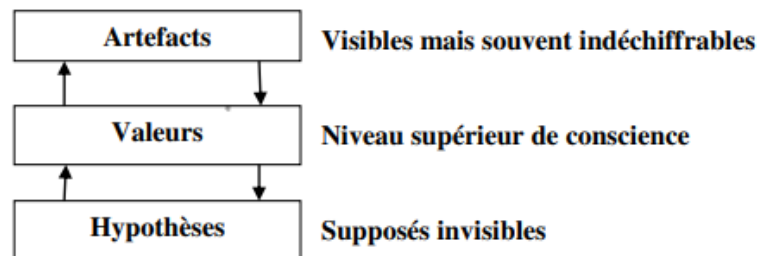 Artefacts
Visibles mais souvent indéchiffrables
Valeurs
Niveau supérieur de conscience
Hypothèses
Supposés invisibles